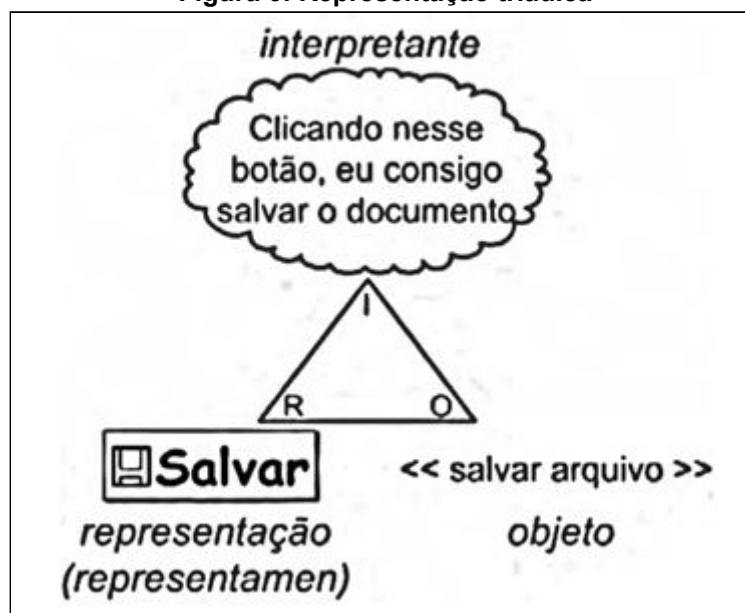 interpretante
Clicando nesse
botão, eu consigo
salvar o documento
I
R O
Salvar << salvar arquivo >>
representação objeto
(representamen)